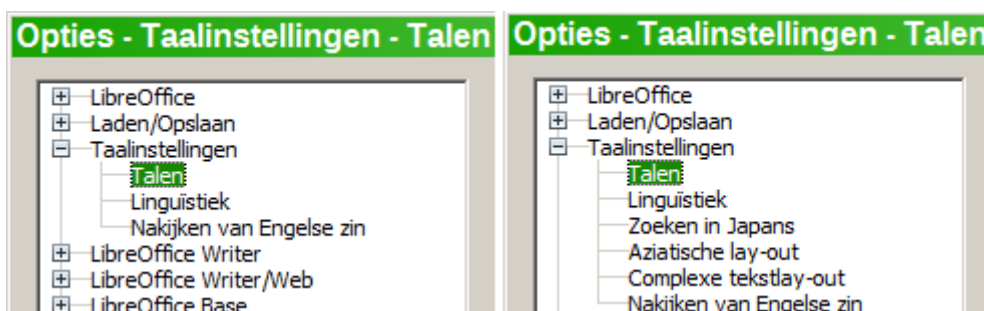 Opties - Taalinstellingen - Talen
LibreOffice
Laden/Opslaan
Taalinstellingen
Talen
Linguïstiek
Nakijken van Engelse zin
LibreOffice Writer
LibreOffice Writer/Web
LibreOffice Base
Opties - Taalinstellingen - Talen
LibreOffice
Laden/Opslaan
Taalinstellingen
Talen
Linguïstiek
Zoeken in Japans
Aziatische lay-out
Complexe tekstlay-out
Nakijken van Engelse zin